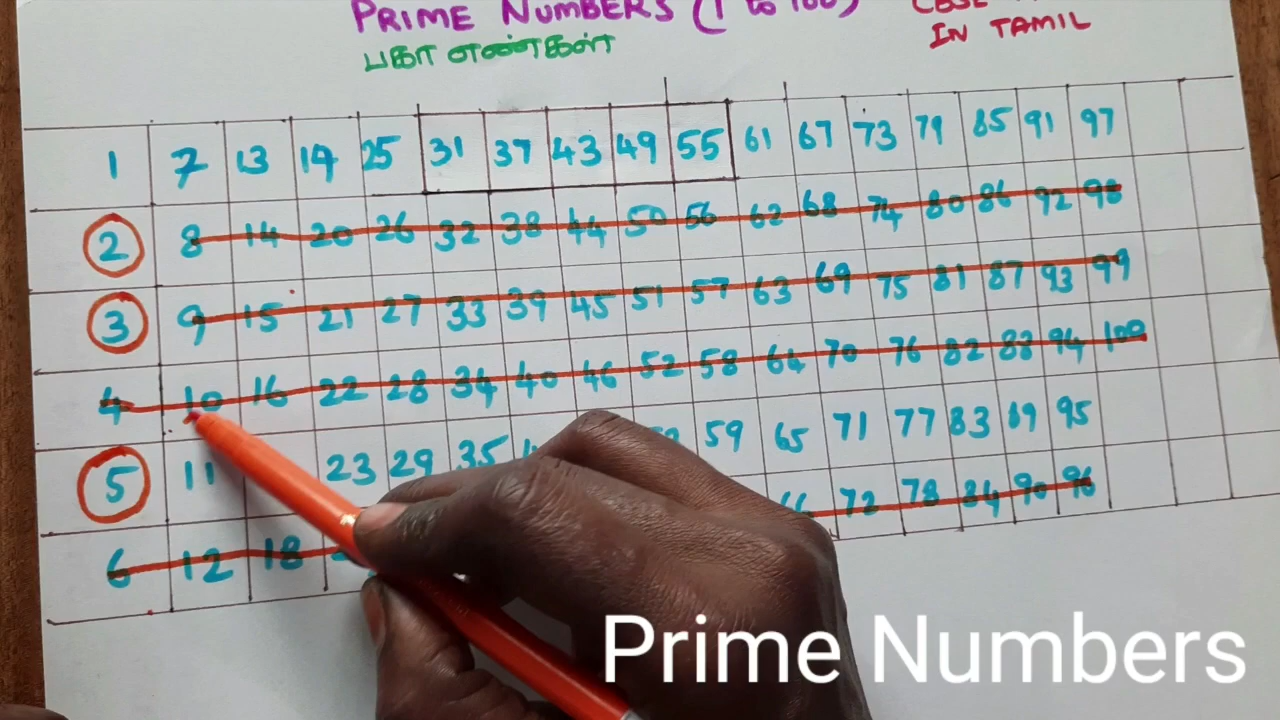 PRIME NUMBERS (1 to 100)
IN TAMIL
பகா எண்கள்
1 7 13 19 25 31 37 43 49 55 61 67 73 79 85 91 97
2 8 14 20 26 32 38 44 50 56 62 68 74 80 86 92 98
3 9 15 21 27 33 39 45 51 57 63 69 75 81 87 93 99
4 10 16 22 28 34 40 46 52 58 64 70 76 82 88 94 100
5 11 23 29 35 59 65 71 77 83 89 95
6 12 18 66 72 78 84 90 96
Prime Numbers